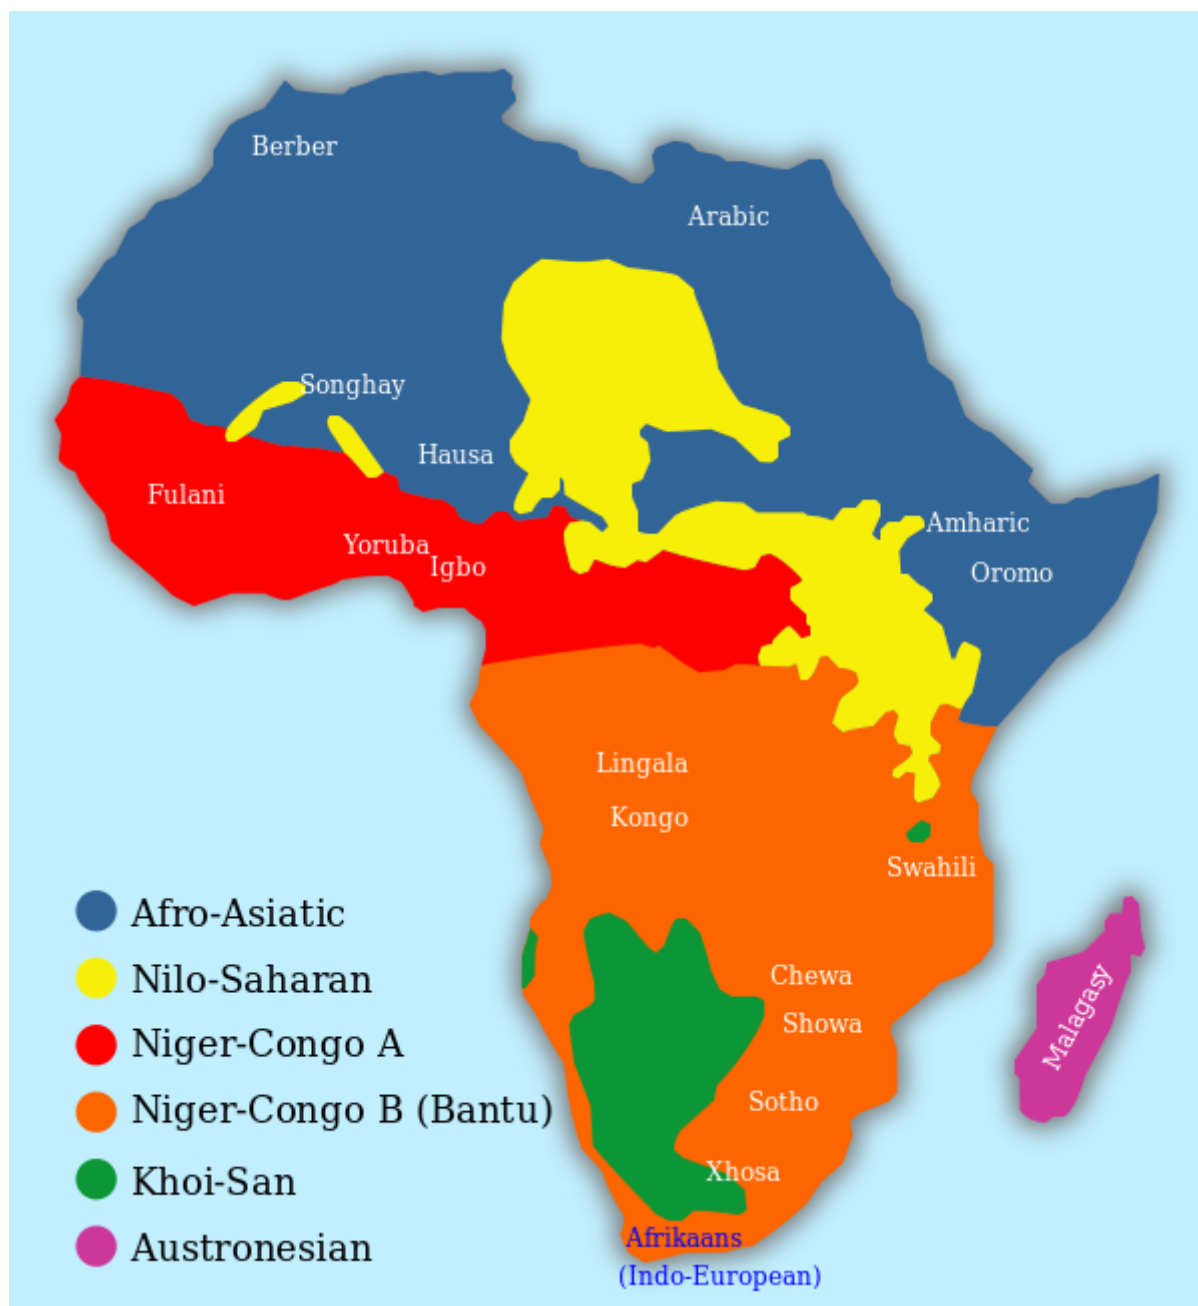 Berber
Arabic
Songhay
Hausa
Fulani
Amharic
Yoruba
Igbo
Oromo
Lingala
Kongo
Swahili
Chewa
Showa
Malagasy
Sotho
Xhosa
Afrikaans
(Indo-European)
Afro-Asiatic
Nilo-Saharan
Niger-Congo A
Niger-Congo B (Bantu)
Khoi-San
Austronesian